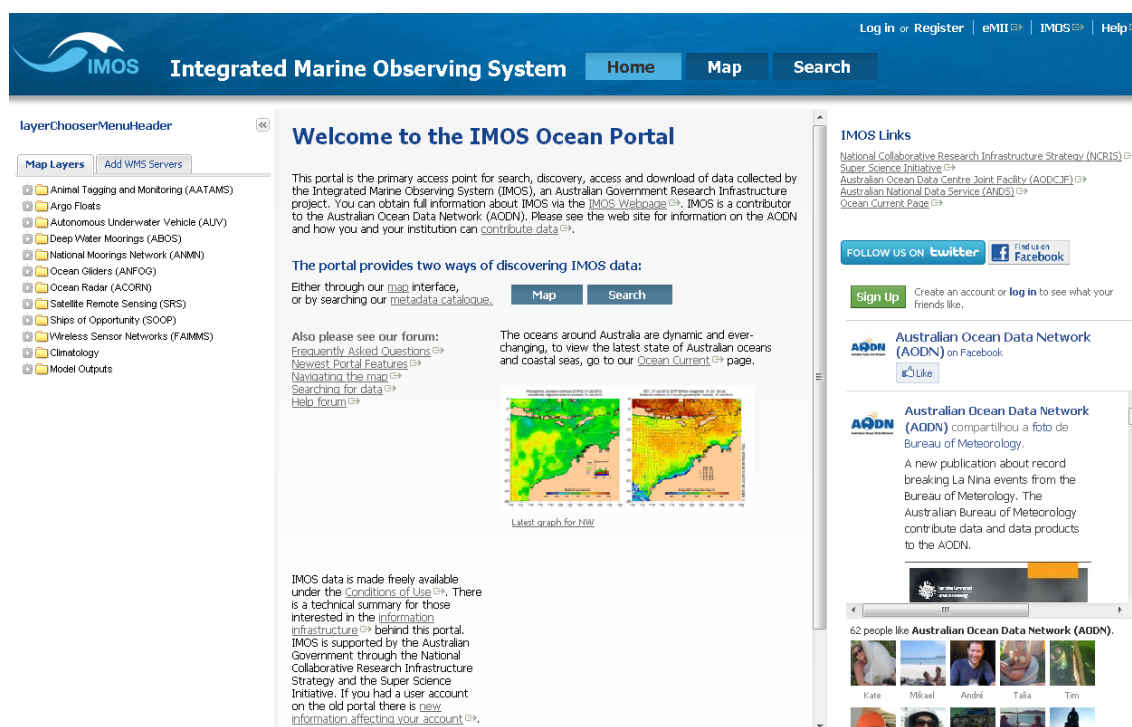 Log in or Register | eMII | IMOS | Help
IMOS
Integrated Marine Observing System
Home
Map
Search
layerChooserMenuHeader
Map Layers
Add WMS Servers
Animal Tagging and Monitoring (AATAMS)
Argo Floats
Autonomous Underwater Vehicle (AUV)
Deep Water Moorings (ABOS)
National Moorings Network (ANMN)
Ocean Gliders (ANFOG)
Ocean Radar (ACORN)
Satellite Remote Sensing (SRS)
Ships of Opportunity (SOOP)
Wireless Sensor Networks (FAIMMS)
Climatology
Model Outputs
Welcome to the IMOS Ocean Portal
This portal is the primary access point for search, discovery, access and download of data collected by
the Integrated Marine Observing System (IMOS), an Australian Government Research Infrastructure
project. You can obtain full information about IMOS via the IMOS Webpage. IMOS is a contributor
to the Australian Ocean Data Network (AODN). Please see the web site for information on the AODN
and how you and your institution can contribute data.
The portal provides two ways of discovering IMOS data:
Either through our map interface,
or by searching our metadata catalogue.
Map
Search
Also please see our forum:
Frequently Asked Questions
Newest Portal Features
Navigating the map
Searching for data
Help forum
The oceans around Australia are dynamic and ever-
changing, to view the latest state of Australian oceans
and coastal seas, go to our Ocean Current page.
Latest graph for NW
IMOS data is made freely available
under the Conditions of Use. There
is a technical summary for those
interested in the information
infrastructure behind this portal.
IMOS is supported by the Australian
Government through the National
Collaborative Research Infrastructure
Strategy and the Super Science
Initiative. If you had a user account
on the old portal there is new
information affecting your account.
IMOS Links
National Collaborative Research Infrastructure Strategy (NCRIS)
Super Science Initiative
Australian Ocean Data Centre Joint Facility (AODCJF)
Australian National Data Service (ANDS)
Ocean Current Page
FOLLOW US ON twitter
Find us on
Facebook
Sign Up
Create an account or log in to see what your
friends like.
AODN
Australian Ocean Data Network
(AODN) on Facebook
Like
AODN
Australian Ocean Data Network
(AODN) compartilhou a foto de
Bureau of Meteorology.
A new publication about record
breaking La Nina events from the
Bureau of Meterology. The
Australian Bureau of Meteorology
contribute data and data products
to the AODN.
62 people like Australian Ocean Data Network (AODN).
Kate
Mikael
André
Talia
Tim